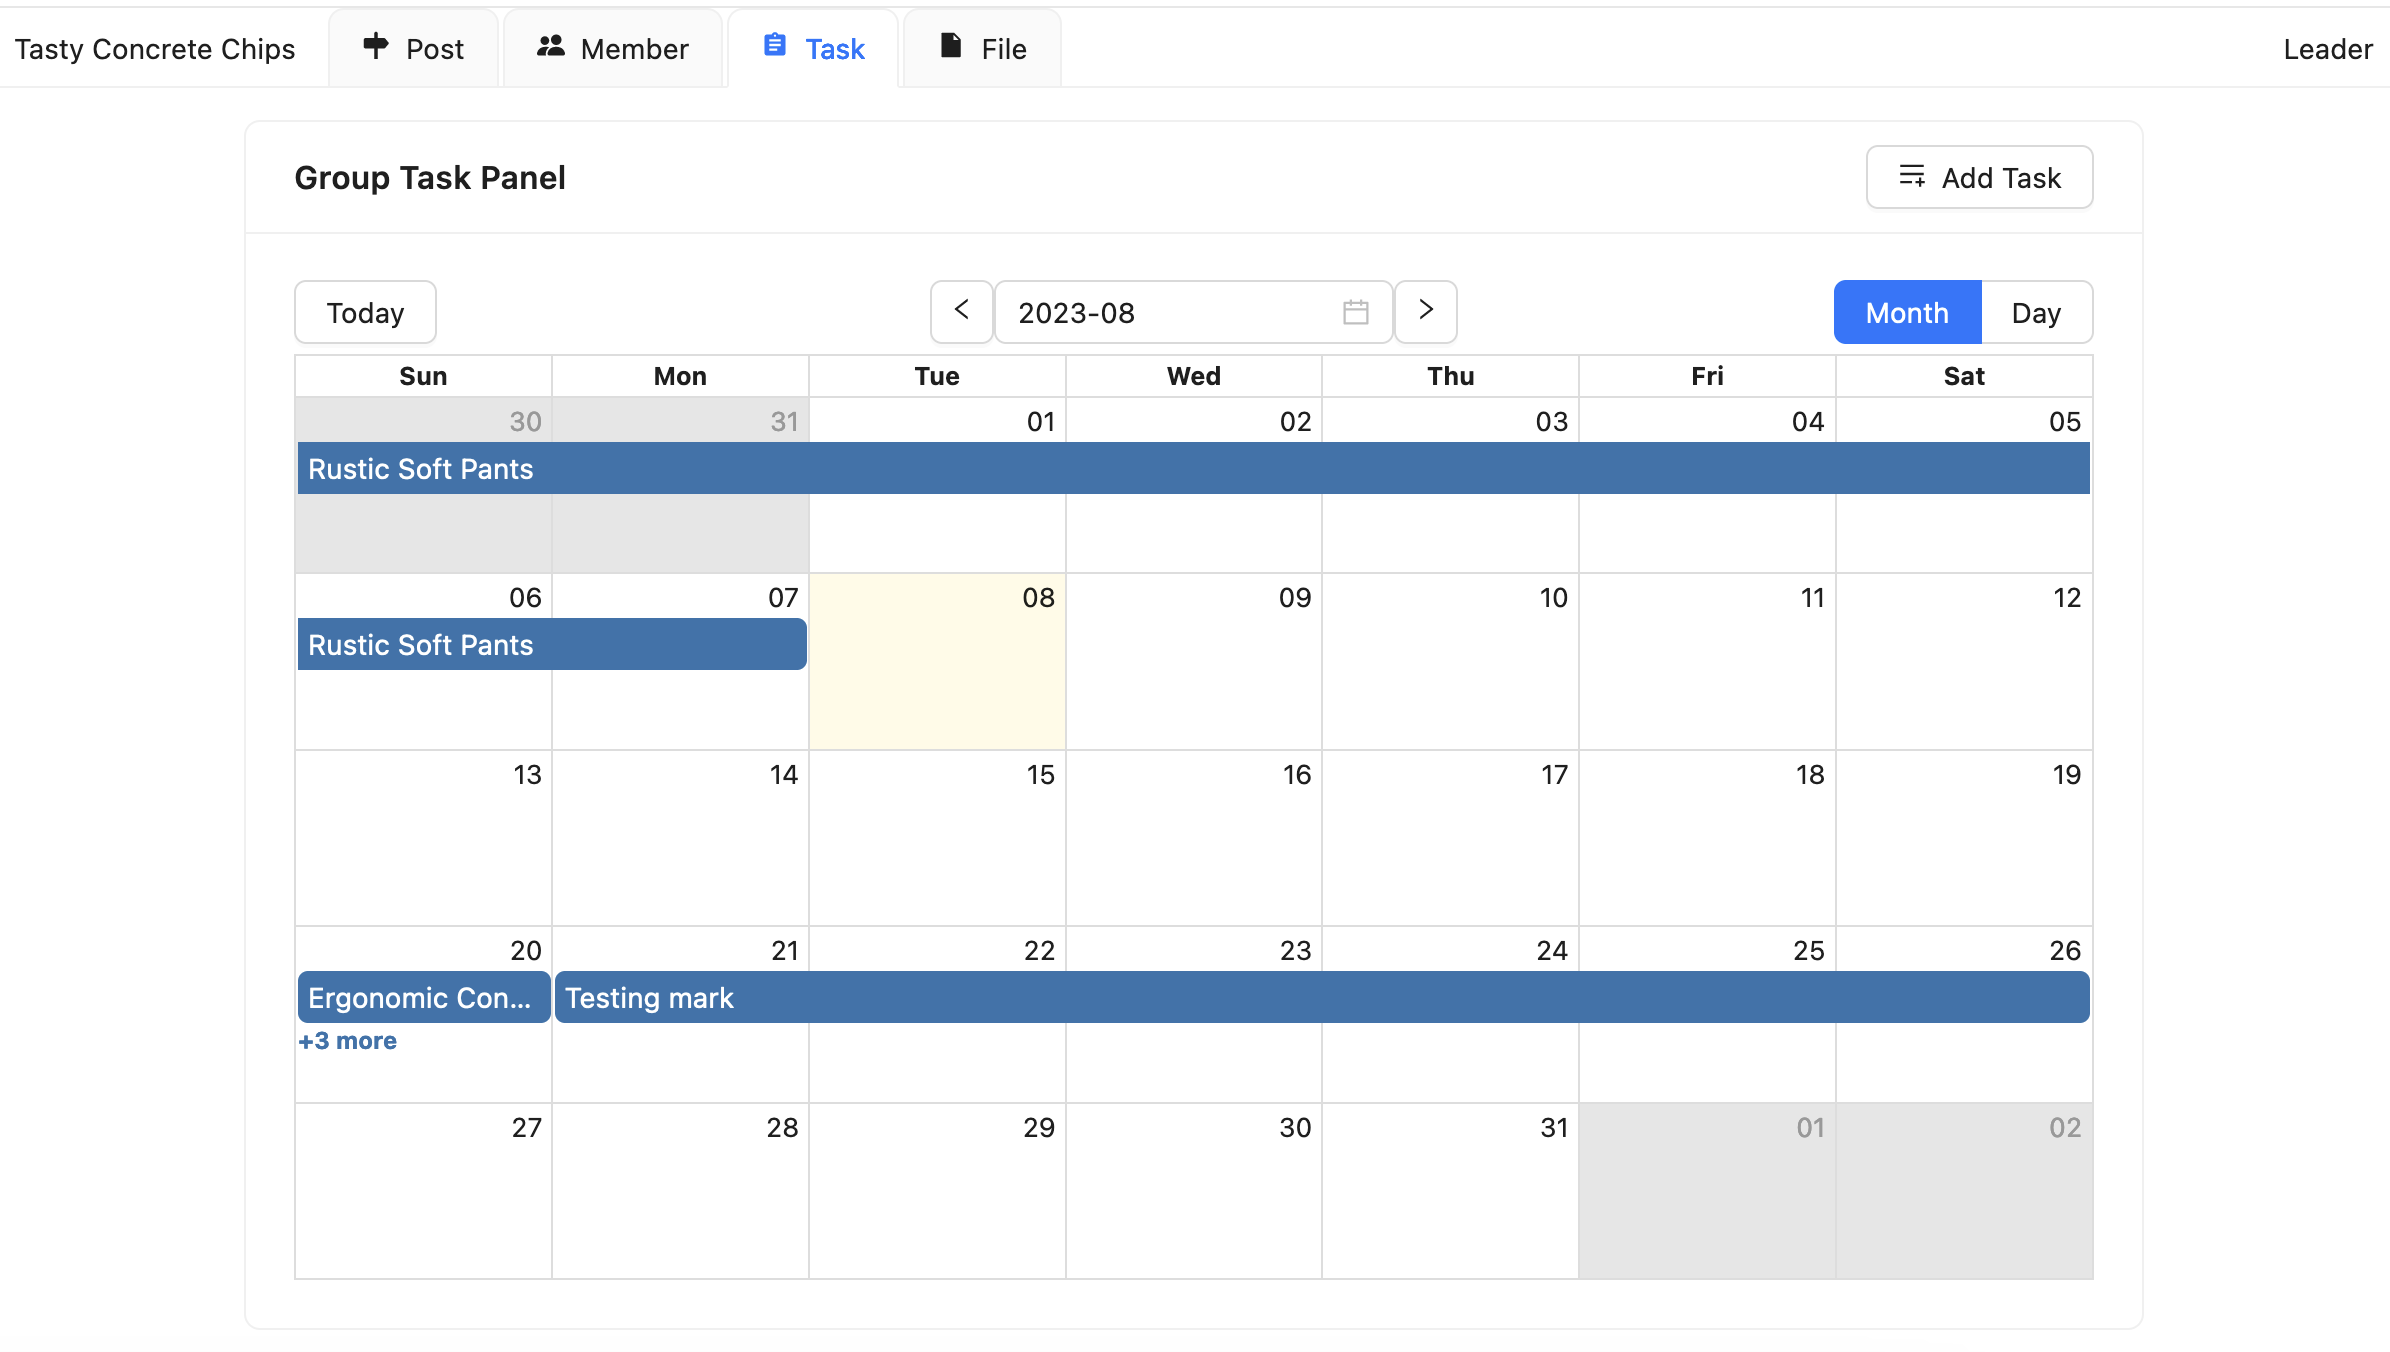 Tasty Concrete Chips Post Member Task File Leader
Group Task Panel Add Task
Today < 2023-08 > Month Day
Sun Mon Tue Wed Thu Fri Sat
30 31 01 02 03 04 05
Rustic Soft Pants
06 07 08 09 10 11 12
Rustic Soft Pants
13 14 15 16 17 18 19
20 21 22 23 24 25 26
Ergonomic Con... Testing mark
+3 more
27 28 29 30 31 01 02